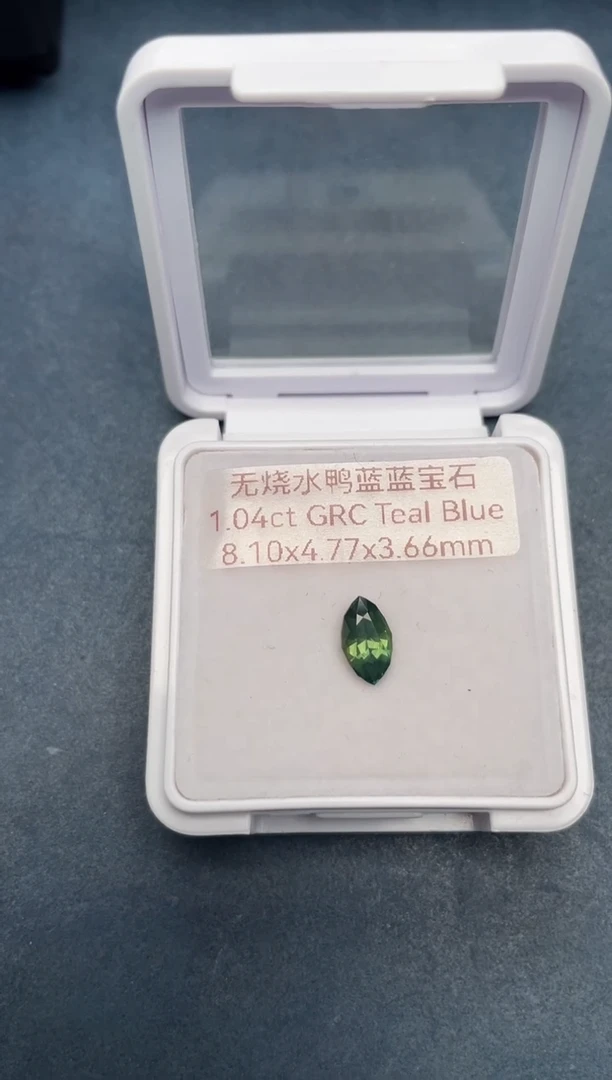 无烧水鸭蓝蓝宝石
1.04ct GRC Teal Blue
8.10x4.77x3.66mm